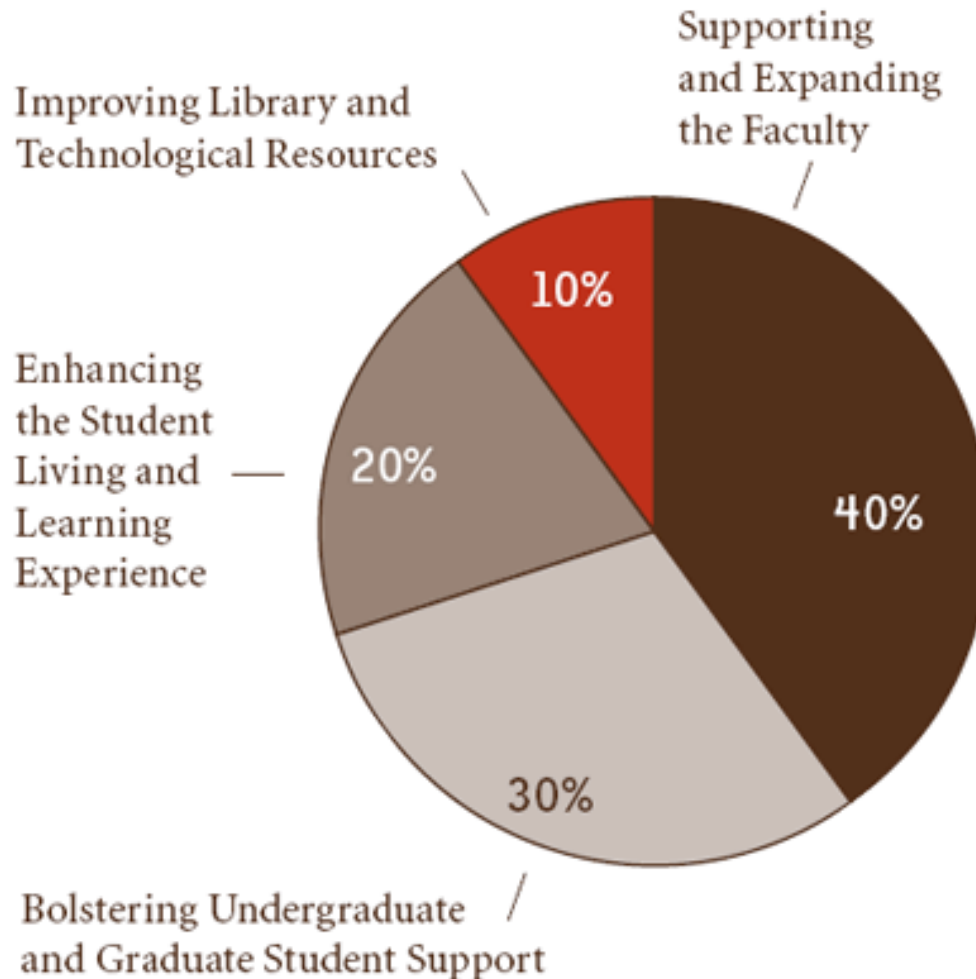 Supporting
and Expanding
the Faculty
Improving Library and
Technological Resources
10%
Enhancing
the Student
Living and
Learning
Experience
20%
40%
30%
Bolstering Undergraduate
and Graduate Student Support